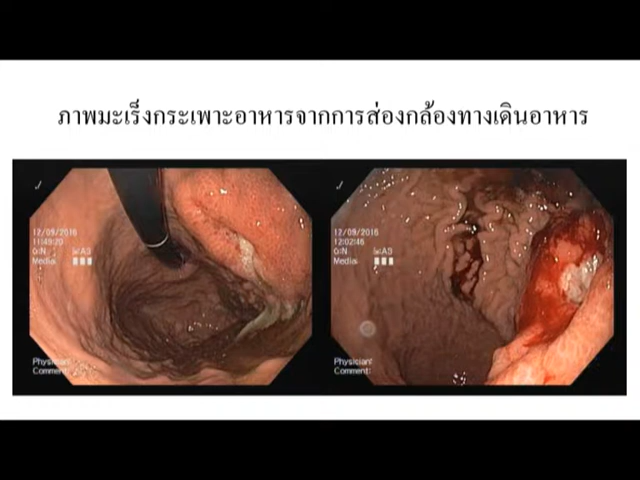 ภาพมะเร็งกระเพาะอาหารจากการส่องกล้องทางเดินอาหาร
12/09/2016
11:49:20
Media:
Physician:
Comment:
12/09/2016
12:02:46
Media:
Physician:
Comment: